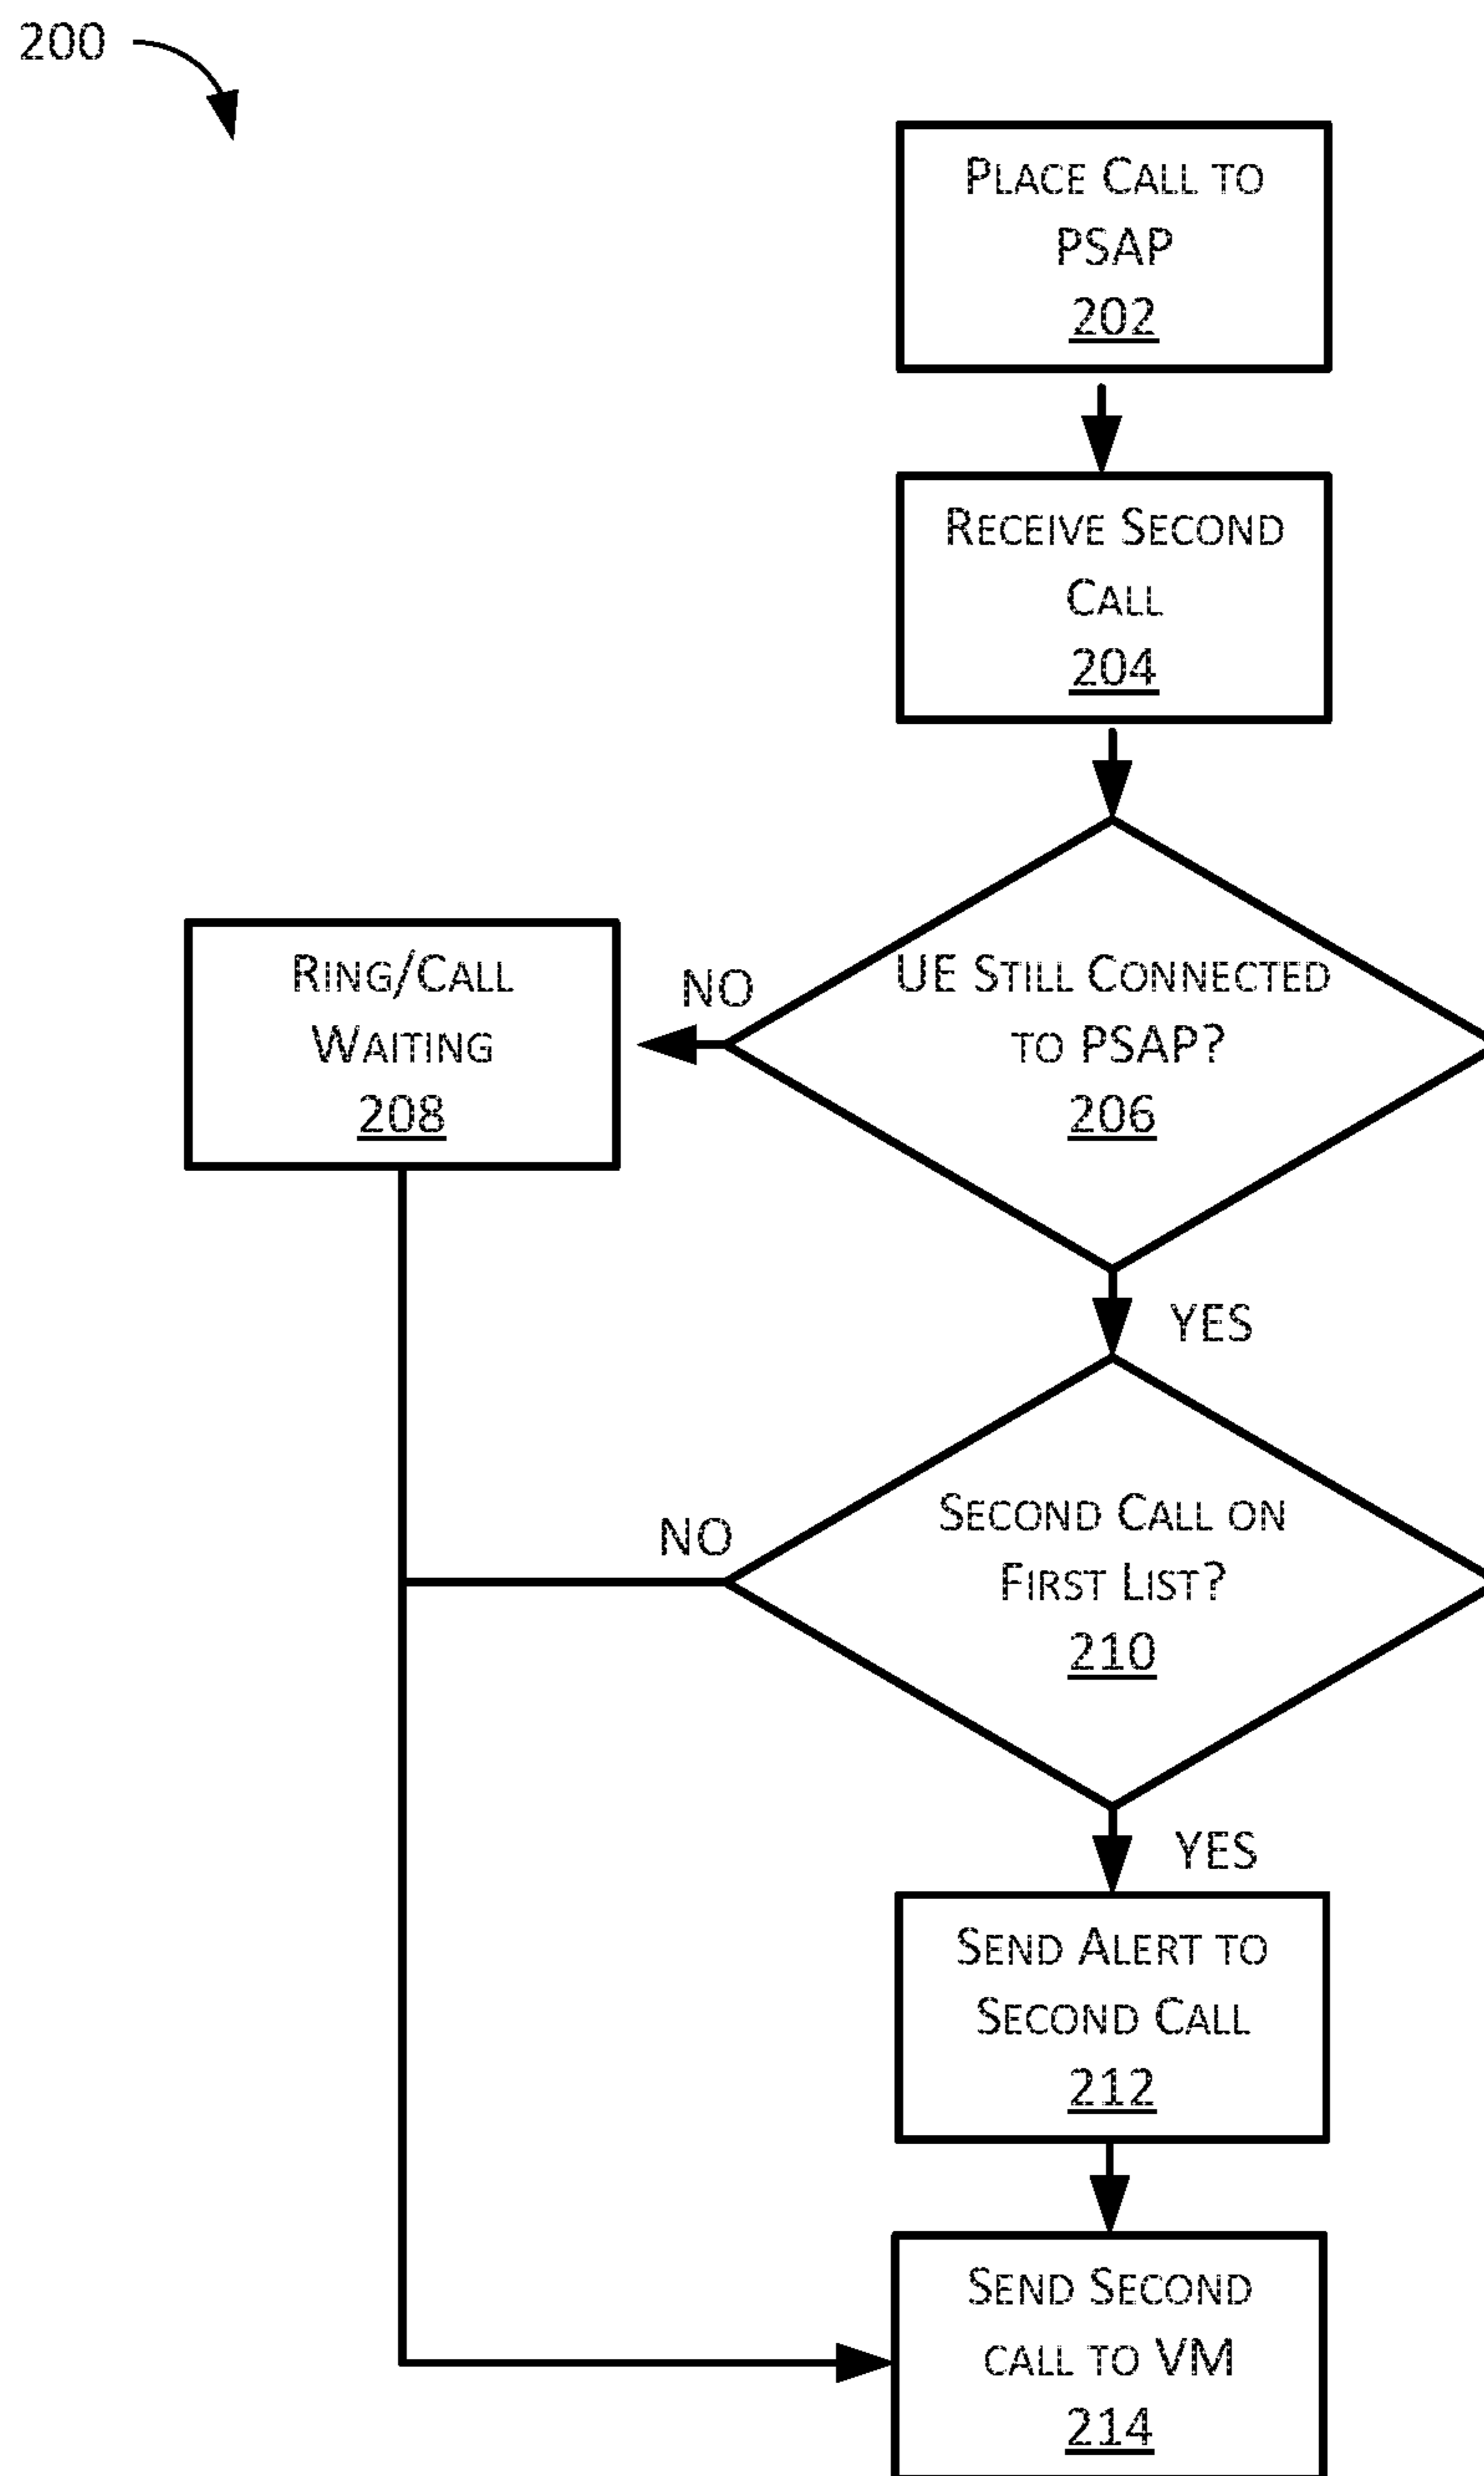 200
PLACE CALL TO
PSAP
202
RECEIVE SECOND
CALL
204
UE STILL CONNECTED
TO PSAP?
206
NO
RING/CALL
WAITING
208
YES
SECOND CALL ON
FIRST LIST?
210
NO
YES
SEND ALERT TO
SECOND CALL
212
SEND SECOND
CALL TO VM
214